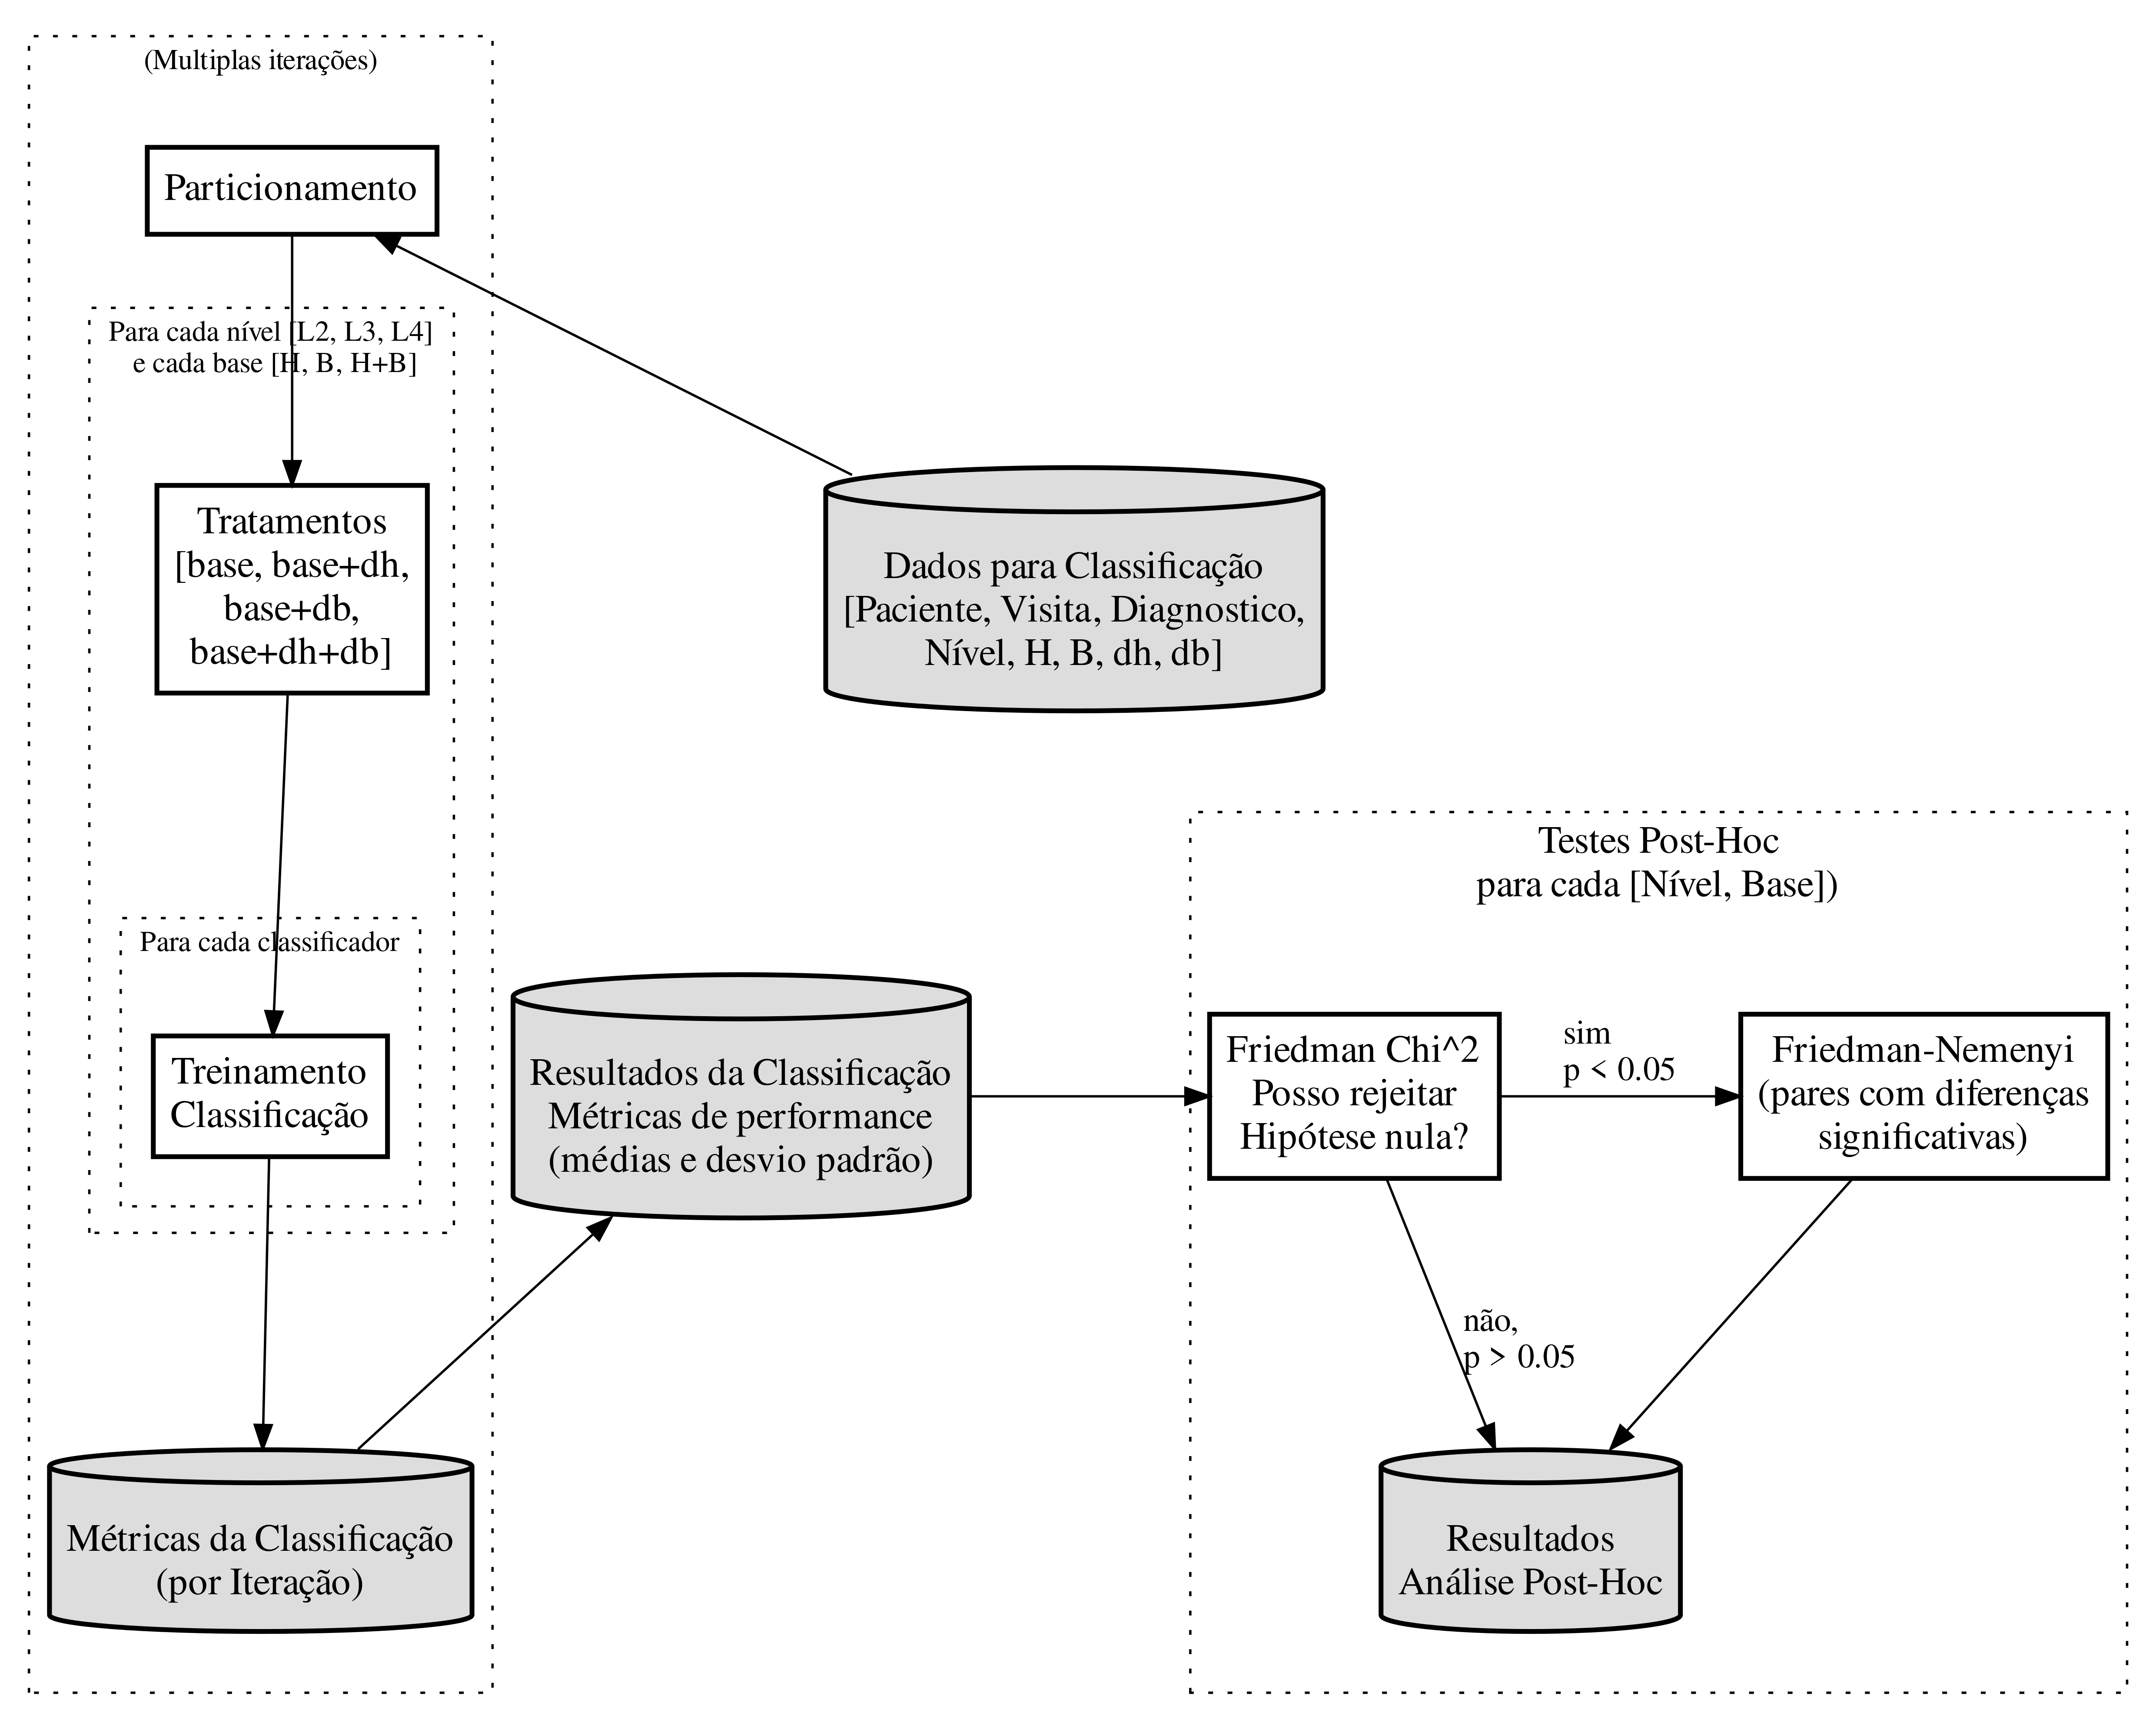 (Multiplas iterações)
Particionamento
Para cada nível [L2, L3, L4]
e cada base [H, B, H+B]
Tratamentos
[base, base+dh,
base+db,
base+dh+db]
Dados para Classificação
[Paciente, Visita, Diagnostico,
Nível, H, B, dh, db]
Para cada classificador
Treinamento
Classificação
Resultados da Classificação
Métricas de performance
(médias e desvio padrão)
Métricas da Classificação
(por Iteração)
Testes Post-Hoc
para cada [Nível, Base])
Friedman Chi^2
Posso rejeitar
Hipótese nula?
sim
p < 0.05
Friedman-Nemenyi
(pares com diferenças
significativas)
não,
p > 0.05
Resultados
Análise Post-Hoc